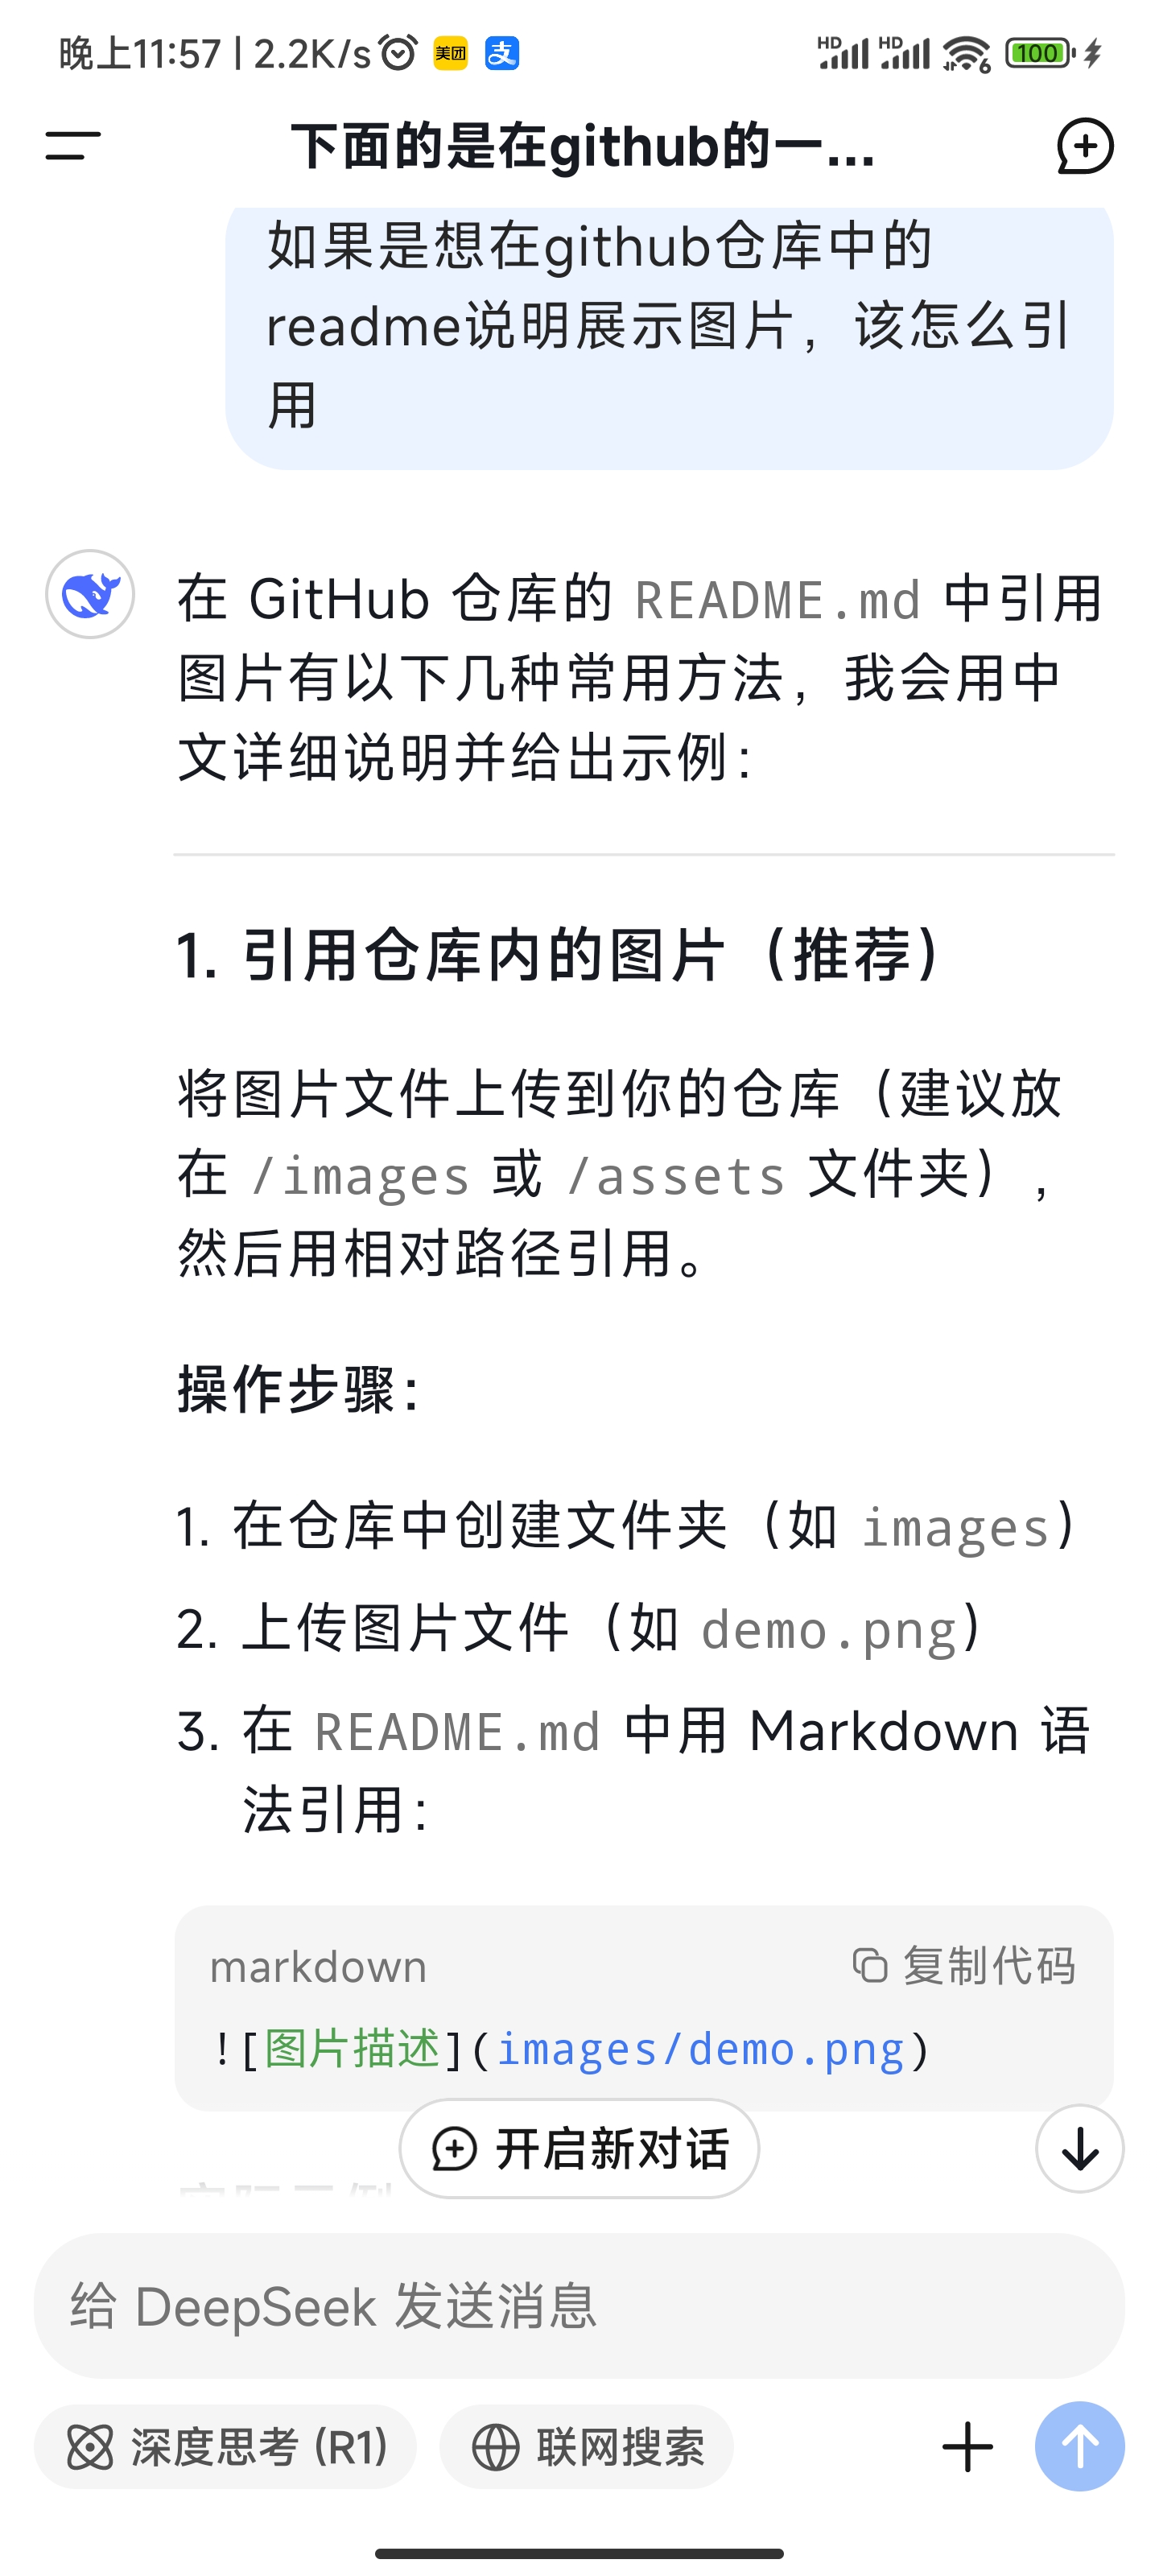 晚上11:57 | 2.2K/s 美团 支 HD HD 6 100
下面的是在github的一...
如果是想在github仓库中的
readme说明展示图片，该怎么引
用
在 GitHub 仓库的 README.md 中引用
图片有以下几种常用方法，我会用中
文详细说明并给出示例：
1. 引用仓库内的图片（推荐）
将图片文件上传到你的仓库（建议放
在 /images 或 /assets 文件夹），
然后用相对路径引用。
操作步骤：
1. 在仓库中创建文件夹（如 images）
2. 上传图片文件（如 demo.png）
3. 在 README.md 中用 Markdown 语
法引用：
markdown 复制代码
![图片描述](images/demo.png)
开启新对话
给 DeepSeek 发送消息
深度思考 (R1) 联网搜索